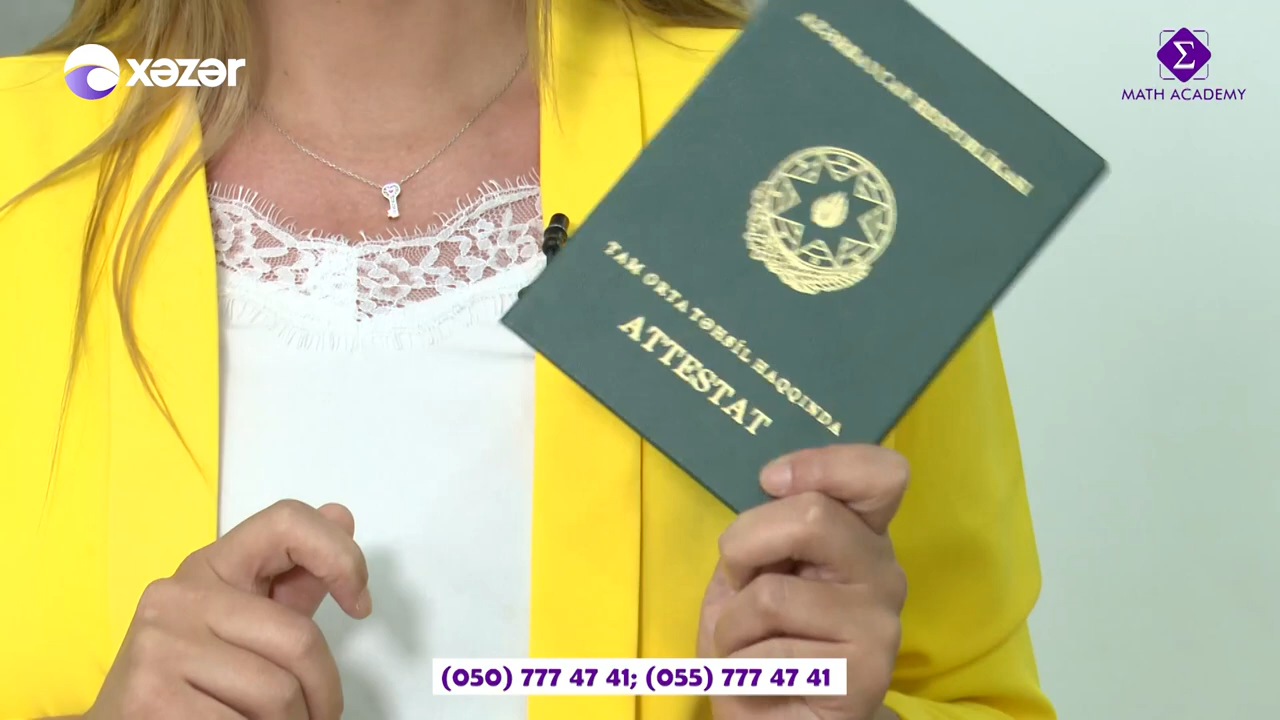 xəzər
MATH ACADEMY
AZƏRBAYCAN RESPUBLİKASI
TAM ORTA TƏHSİL HAQQINDA
ATTESTAT
(050) 777 47 41; (055) 777 47 41